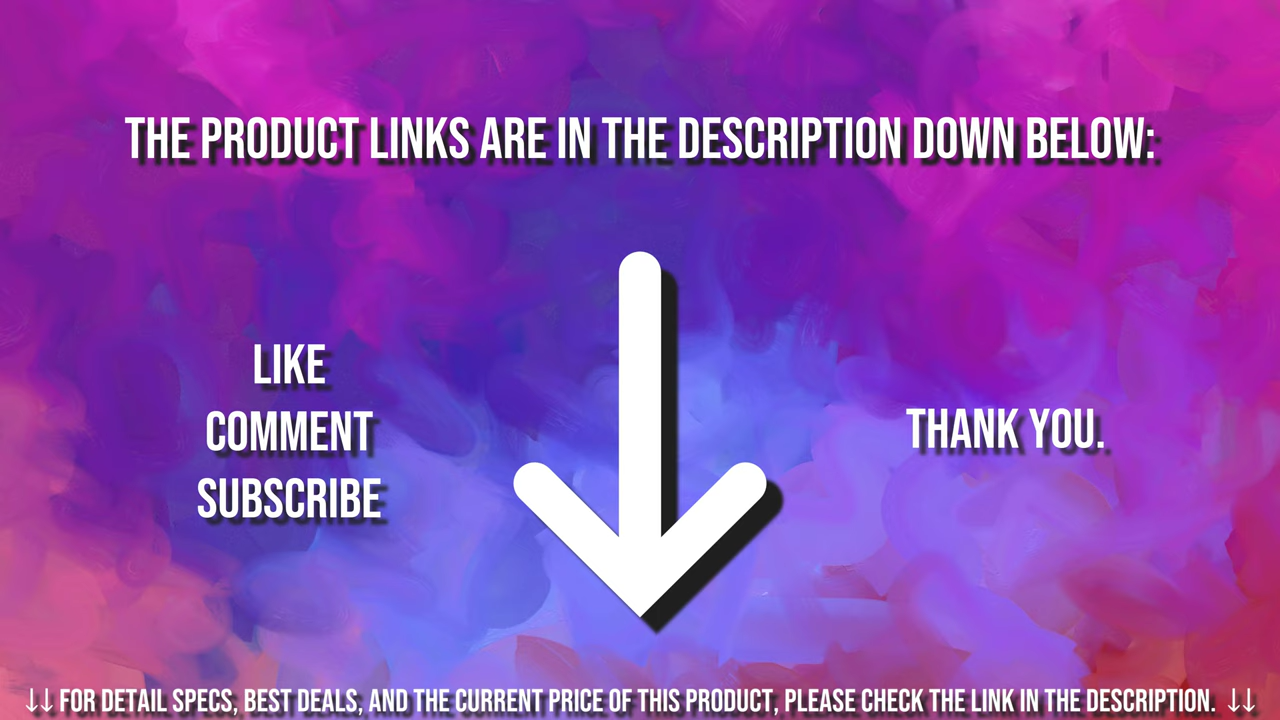 THE PRODUCT LINKS ARE IN THE DESCRIPTION DOWN BELOW:
LIKE
COMMENT
SUBSCRIBE
THANK YOU.
↓↓ FOR DETAIL SPECS, BEST DEALS, AND THE CURRENT PRICE OF THIS PRODUCT, PLEASE CHECK THE LINK IN THE DESCRIPTION. ↓↓